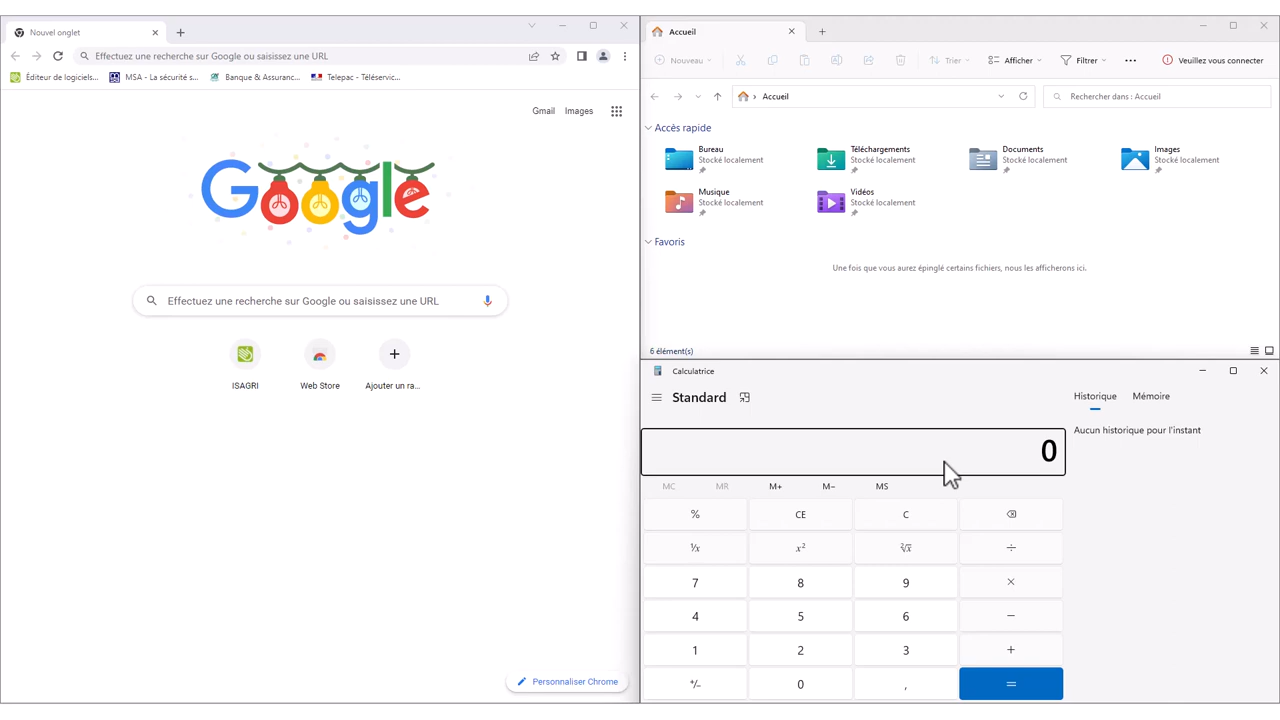 Nouvel onglet
Effectuez une recherche sur Google ou saisissez une URL
Éditeur de logiciels...
MSA - La sécurité s...
Banque & Assuranc...
Telepac - Téléservic...
Gmail
Images
Google
Effectuez une recherche sur Google ou saisissez une URL
ISAGRI
Web Store
Ajouter un ra...
Personnaliser Chrome
Accueil
Nouveau
Trier
Afficher
Filtrer
Veuillez vous connecter
Accueil
Rechercher dans : Accueil
Accès rapide
Bureau
Stocké localement
Téléchargements
Stocké localement
Documents
Stocké localement
Images
Stocké localement
Musique
Stocké localement
Vidéos
Stocké localement
Favoris
Une fois que vous aurez épinglé certains fichiers, nous les afficherons ici.
6 élément(s)
Calculatrice
Standard
Historique
Mémoire
Aucun historique pour l'instant
0
MC MR M+ M− MS
% CE C
¹/x x² ²√x ÷
7 8 9 ×
4 5 6 −
1 2 3 +
+/− 0 , =